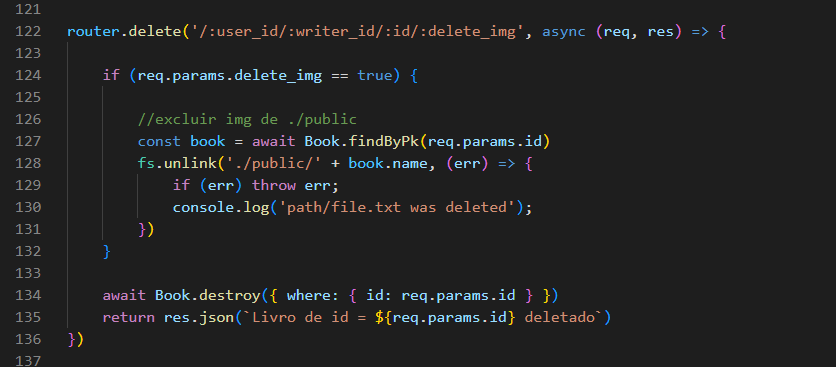 121
122 router.delete('/:user_id/:writer_id/:id/:delete_img', async (req, res) => {
123
124 if (req.params.delete_img == true) {
125
126 //excluir img de ./public
127 const book = await Book.findByPk(req.params.id)
128 fs.unlink('./public/' + book.name, (err) => {
129 if (err) throw err;
130 console.log('path/file.txt was deleted');
131 })
132 }
133
134 await Book.destroy({ where: { id: req.params.id } })
135 return res.json(`Livro de id = ${req.params.id} deletado`)
136 })
137